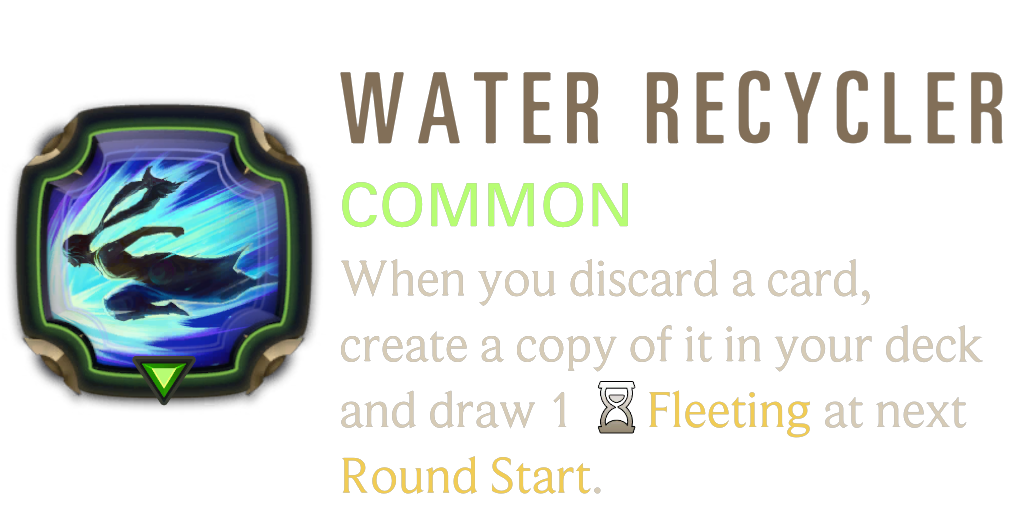 WATER RECYCLER
COMMON
When you discard a card,
create a copy of it in your deck
and draw 1 Fleeting at next
Round Start.